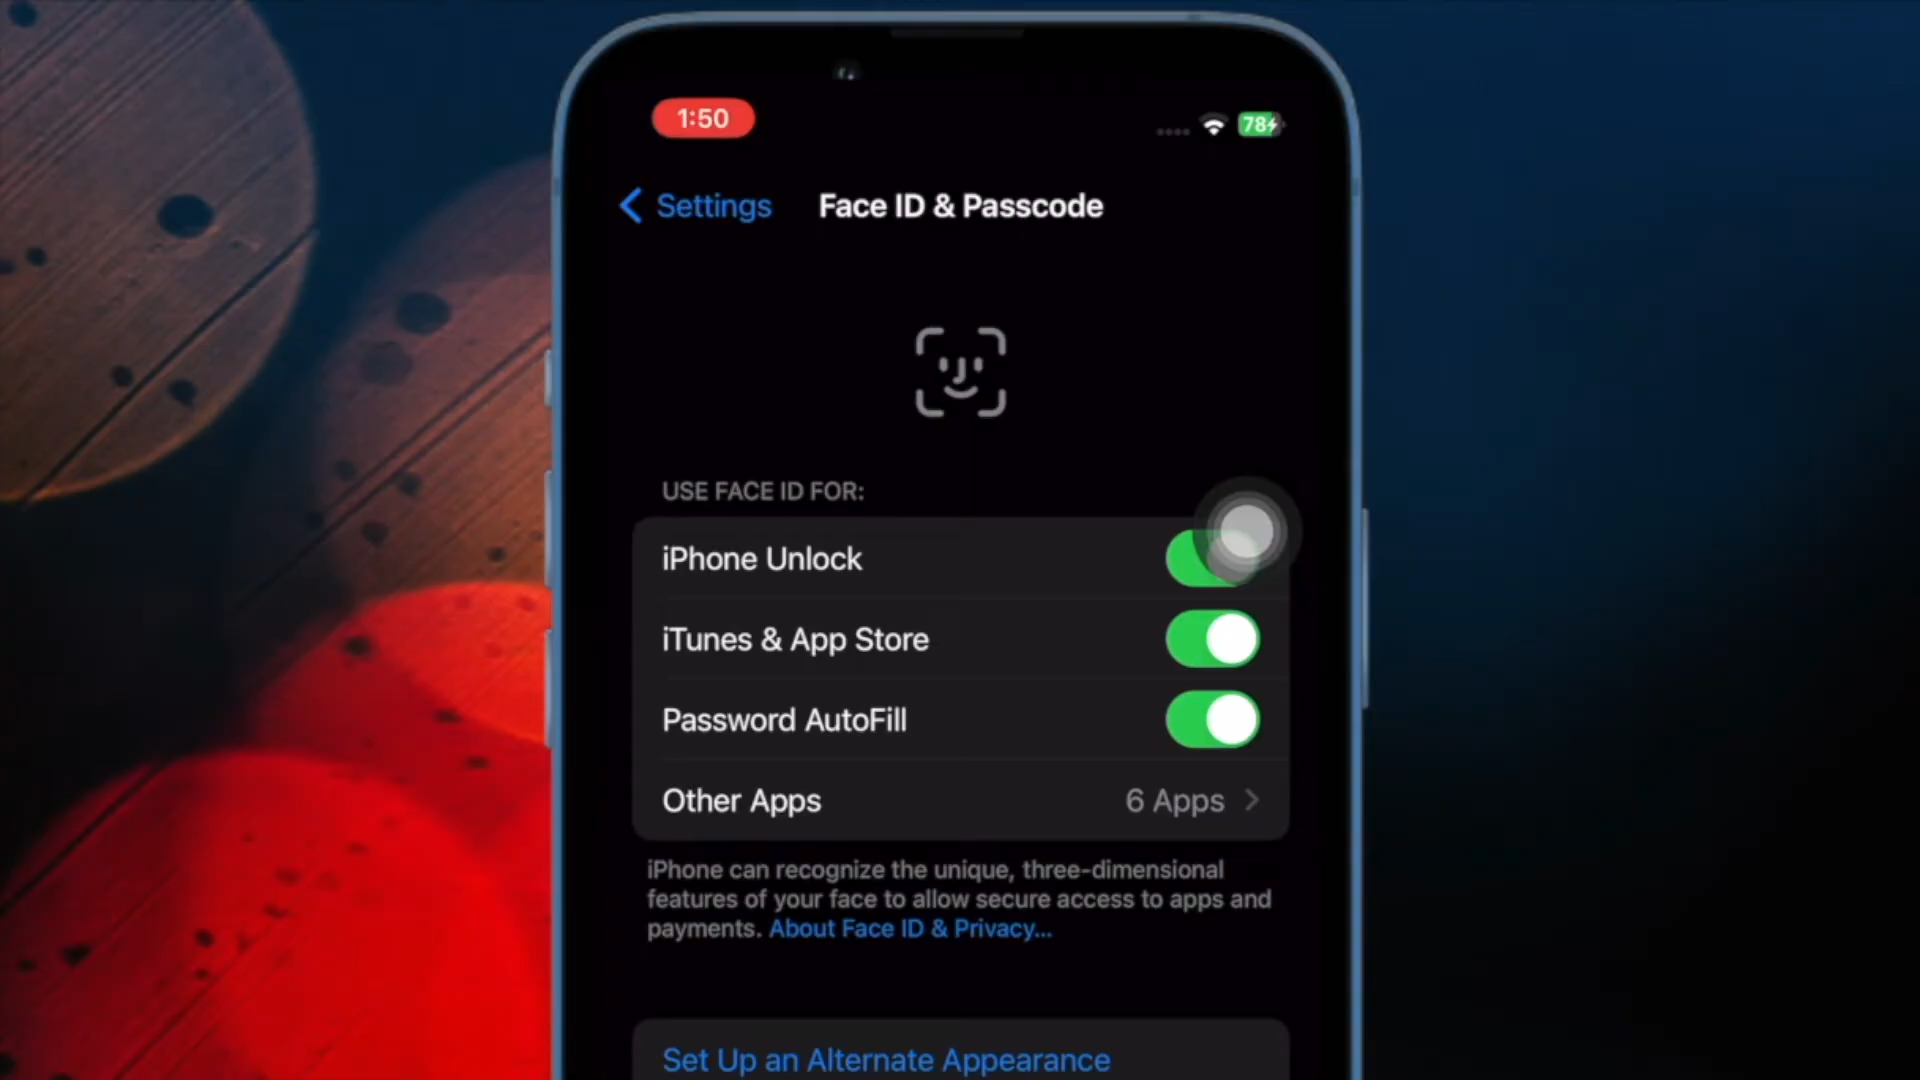 1:50
78
Settings
Face ID & Passcode
USE FACE ID FOR:
iPhone Unlock
iTunes & App Store
Password AutoFill
Other Apps
6 Apps
iPhone can recognize the unique, three-dimensional
features of your face to allow secure access to apps and
payments. About Face ID & Privacy...
Set Up an Alternate Appearance